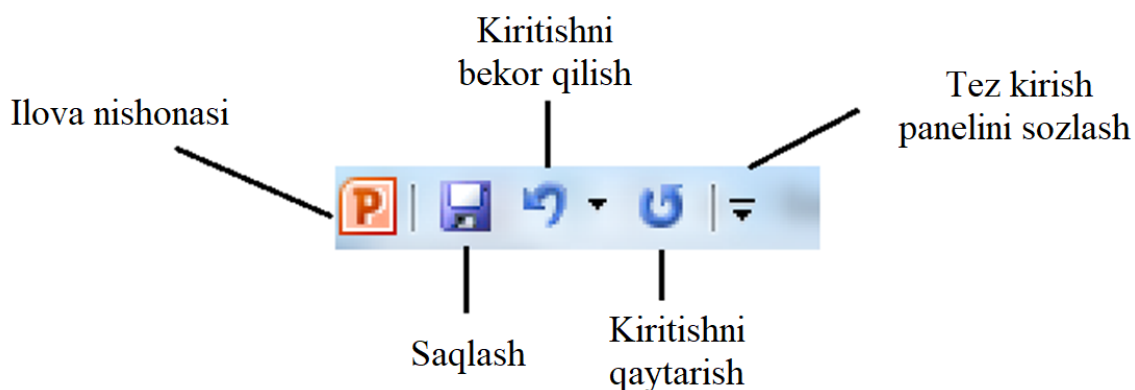 Kiritishni
bekor qilish
Ilova nishonasi
Tez kirish
panelini sozlash
P
Saqlash
Kiritishni
qaytarish